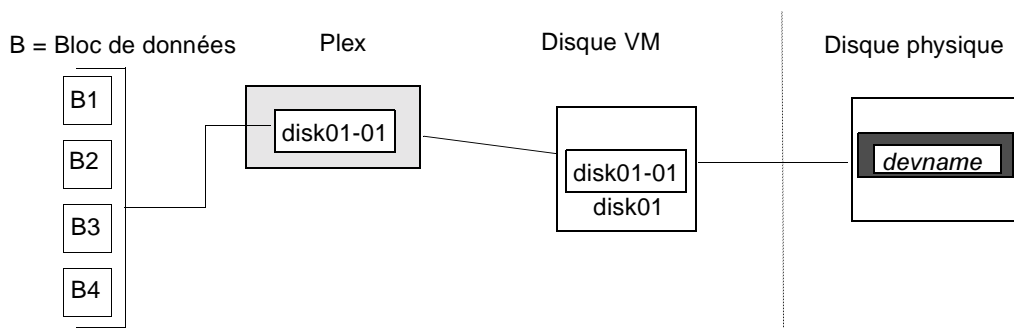 B = Bloc de données
Plex
Disque VM
Disque physique
B1
B2
B3
B4
disk01-01
disk01-01
disk01
devname